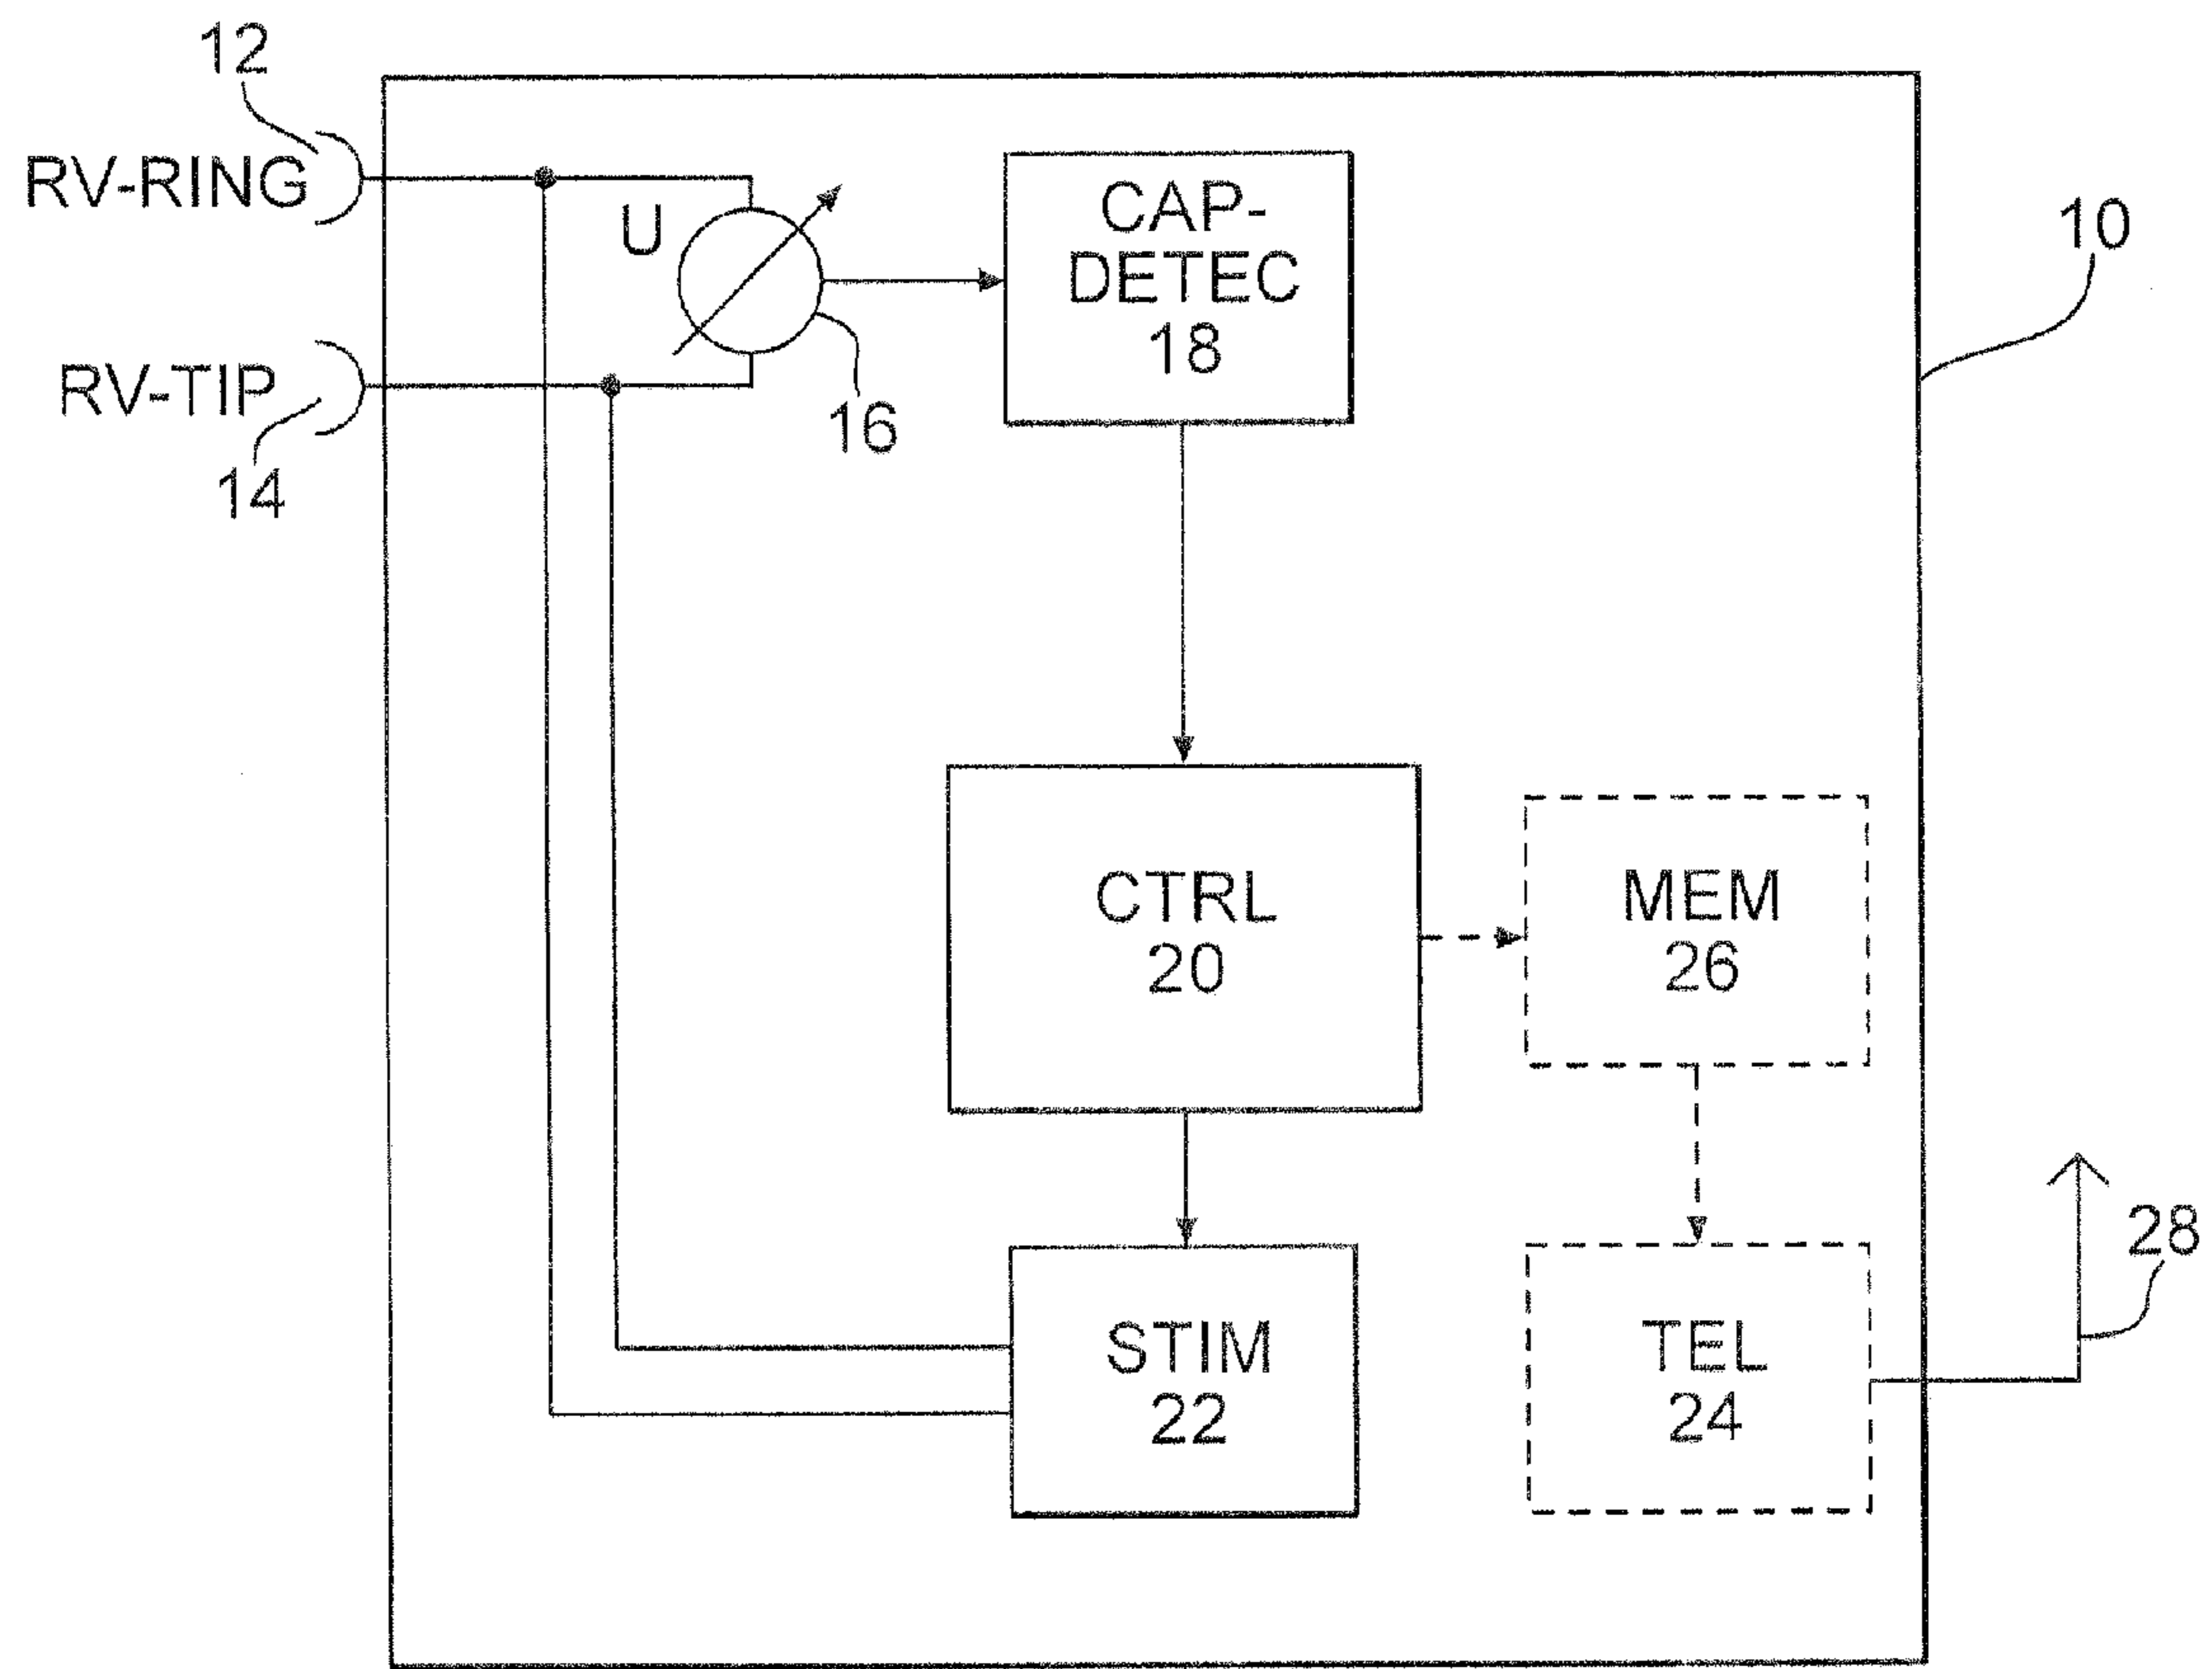 12
RV-RING
U
CAP-
DETEC
18
10
RV-TIP
16
14
CTRL
20
MEM
26
28
STIM
22
TEL
24